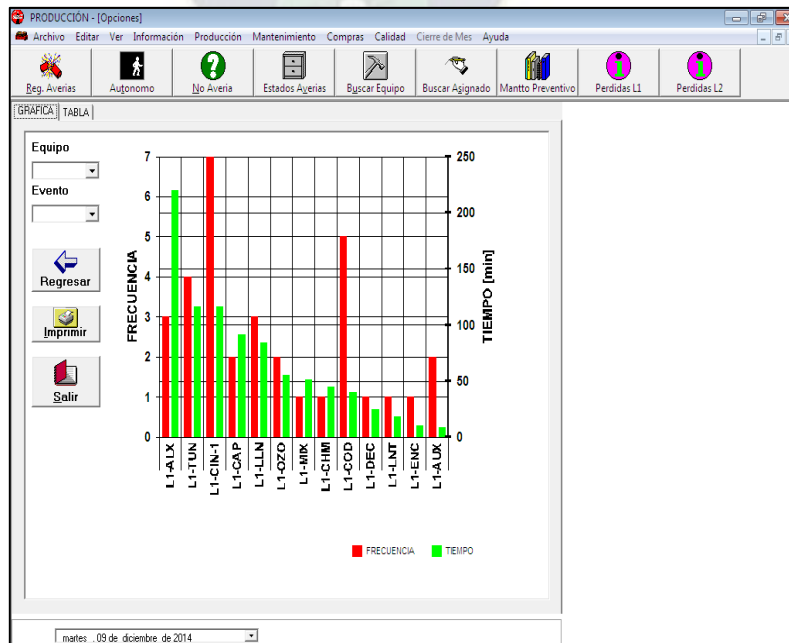 PRODUCCIÓN - [Opciones]
Archivo Editar Ver Información Producción Mantenimiento Compras Calidad Cierre de Mes Ayuda
Reg. Averias Autonomo No Averia Estados Averias Buscar Equipo Buscar Asignado Mantto Preventivo Perdidas L1 Perdidas L2
GRAFICA TABLA
Equipo
Evento
Regresar
Imprimir
Salir
FRECUENCIA
7
6
5
4
3
2
1
0
250
200
150
100
50
0
TIEMPO [min]
L1-ALX
L1-TUN
L1-CIN-1
L1-CAP
L1-LLN
L1-OZO
L1-MIX
L1-CHM
L1-COD
L1-DEC
L1-LNT
L1-ENC
L1-AUX
FRECUENCIA TIEMPO
martes , 09 de diciembre de 2014